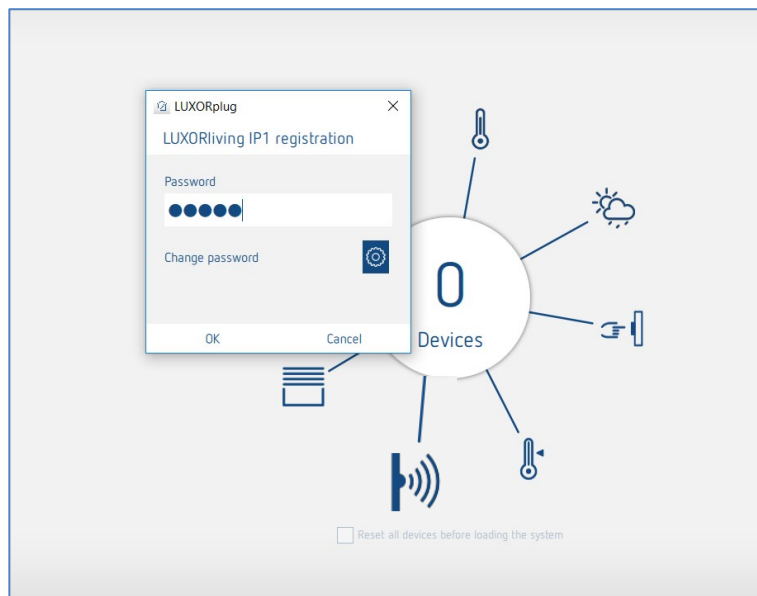 LUXORplug
LUXORliving IP1 registration
Password
Change password
OK Cancel
0
Devices
Reset all devices before loading the system